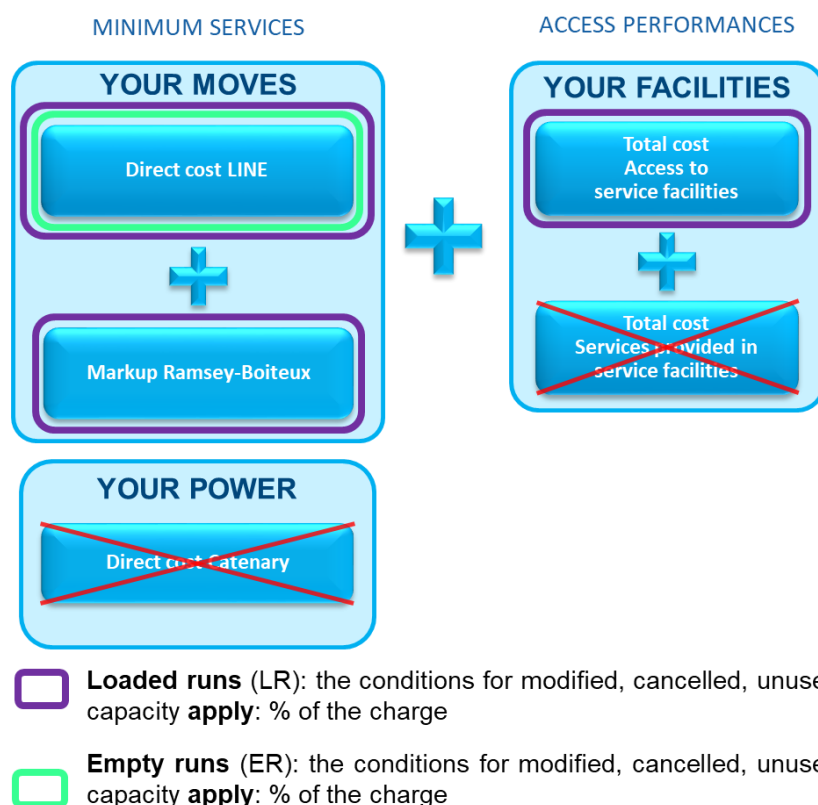 MINIMUM SERVICES
ACCESS PERFORMANCES
YOUR MOVES
Direct cost LINE
Markup Ramsey-Boiteux
YOUR FACILITIES
Total cost
Access to
service facilities
Total cost
Services provided in
service facilities
YOUR POWER
Direct cost Catenary
Loaded runs (LR): the conditions for modified, cancelled, unuse
capacity apply: % of the charge
Empty runs (ER): the conditions for modified, cancelled, unuse
capacity apply: % of the charge